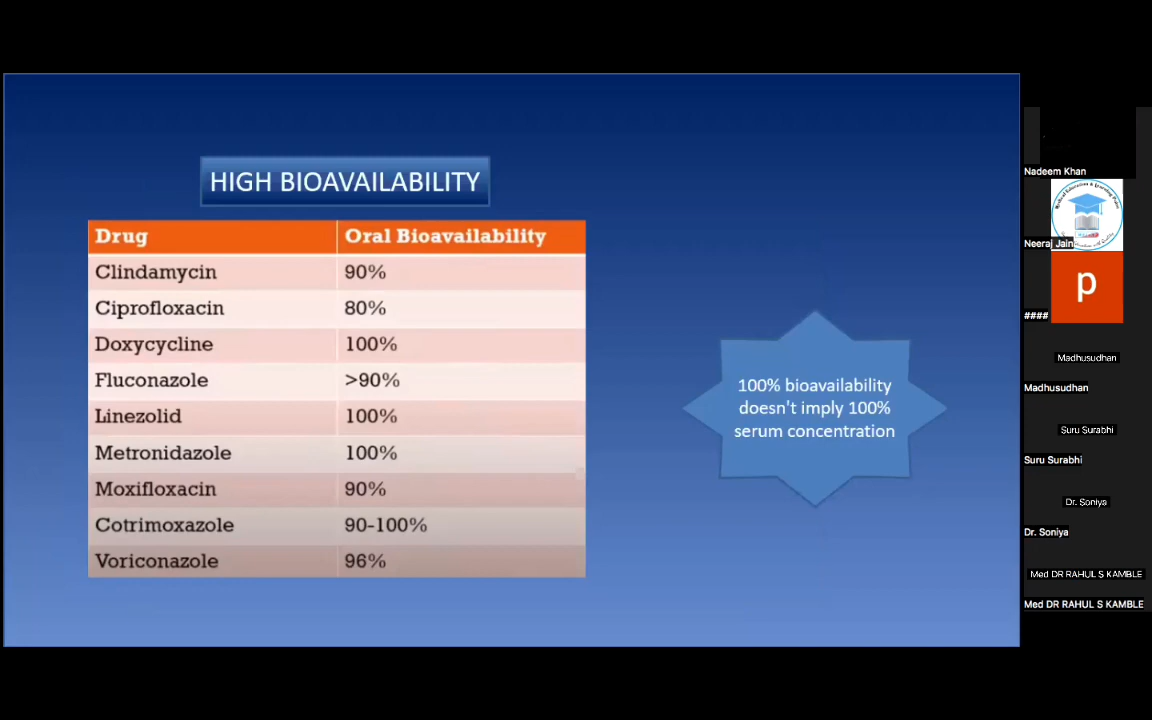 HIGH BIOAVAILABILITY
Drug Oral Bioavailability
Clindamycin 90%
Ciprofloxacin 80%
Doxycycline 100%
Fluconazole >90%
Linezolid 100%
Metronidazole 100%
Moxifloxacin 90%
Cotrimoxazole 90-100%
Voriconazole 96%
100% bioavailability
doesn't imply 100%
serum concentration
Nadeem Khan
Neeraj Jain
p
####
Madhusudhan
Madhusudhan
Suru Surabhi
Suru Surabhi
Dr. Soniya
Dr. Soniya
Med DR RAHUL S KAMBLE
Med DR RAHUL S KAMBLE